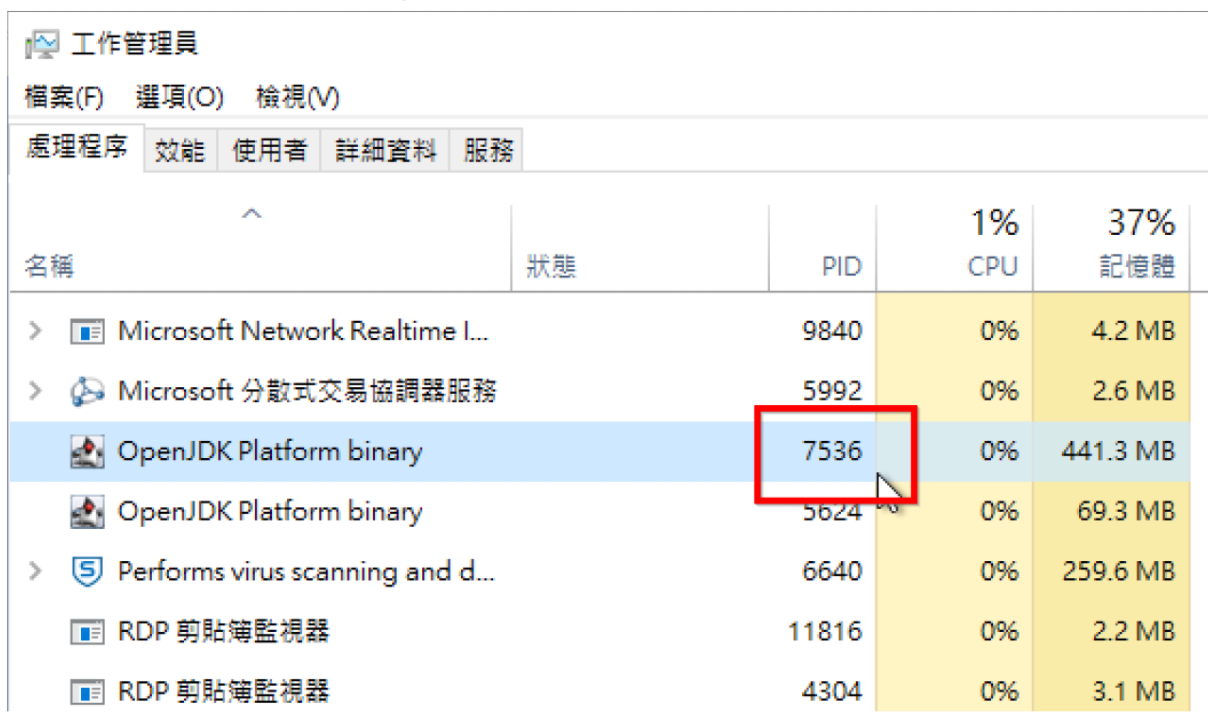 工作管理員
檔案(F) 選項(O) 檢視(V)
處理程序 效能 使用者 詳細資料 服務
1% 37%
名稱 狀態 PID CPU 記憶體
Microsoft Network Realtime I... 9840 0% 4.2 MB
Microsoft 分散式交易協調器服務 5992 0% 2.6 MB
OpenJDK Platform binary 7536 0% 441.3 MB
OpenJDK Platform binary 5624 0% 69.3 MB
Performs virus scanning and d... 6640 0% 259.6 MB
RDP 剪貼簿監視器 11816 0% 2.2 MB
RDP 剪貼簿監視器 4304 0% 3.1 MB